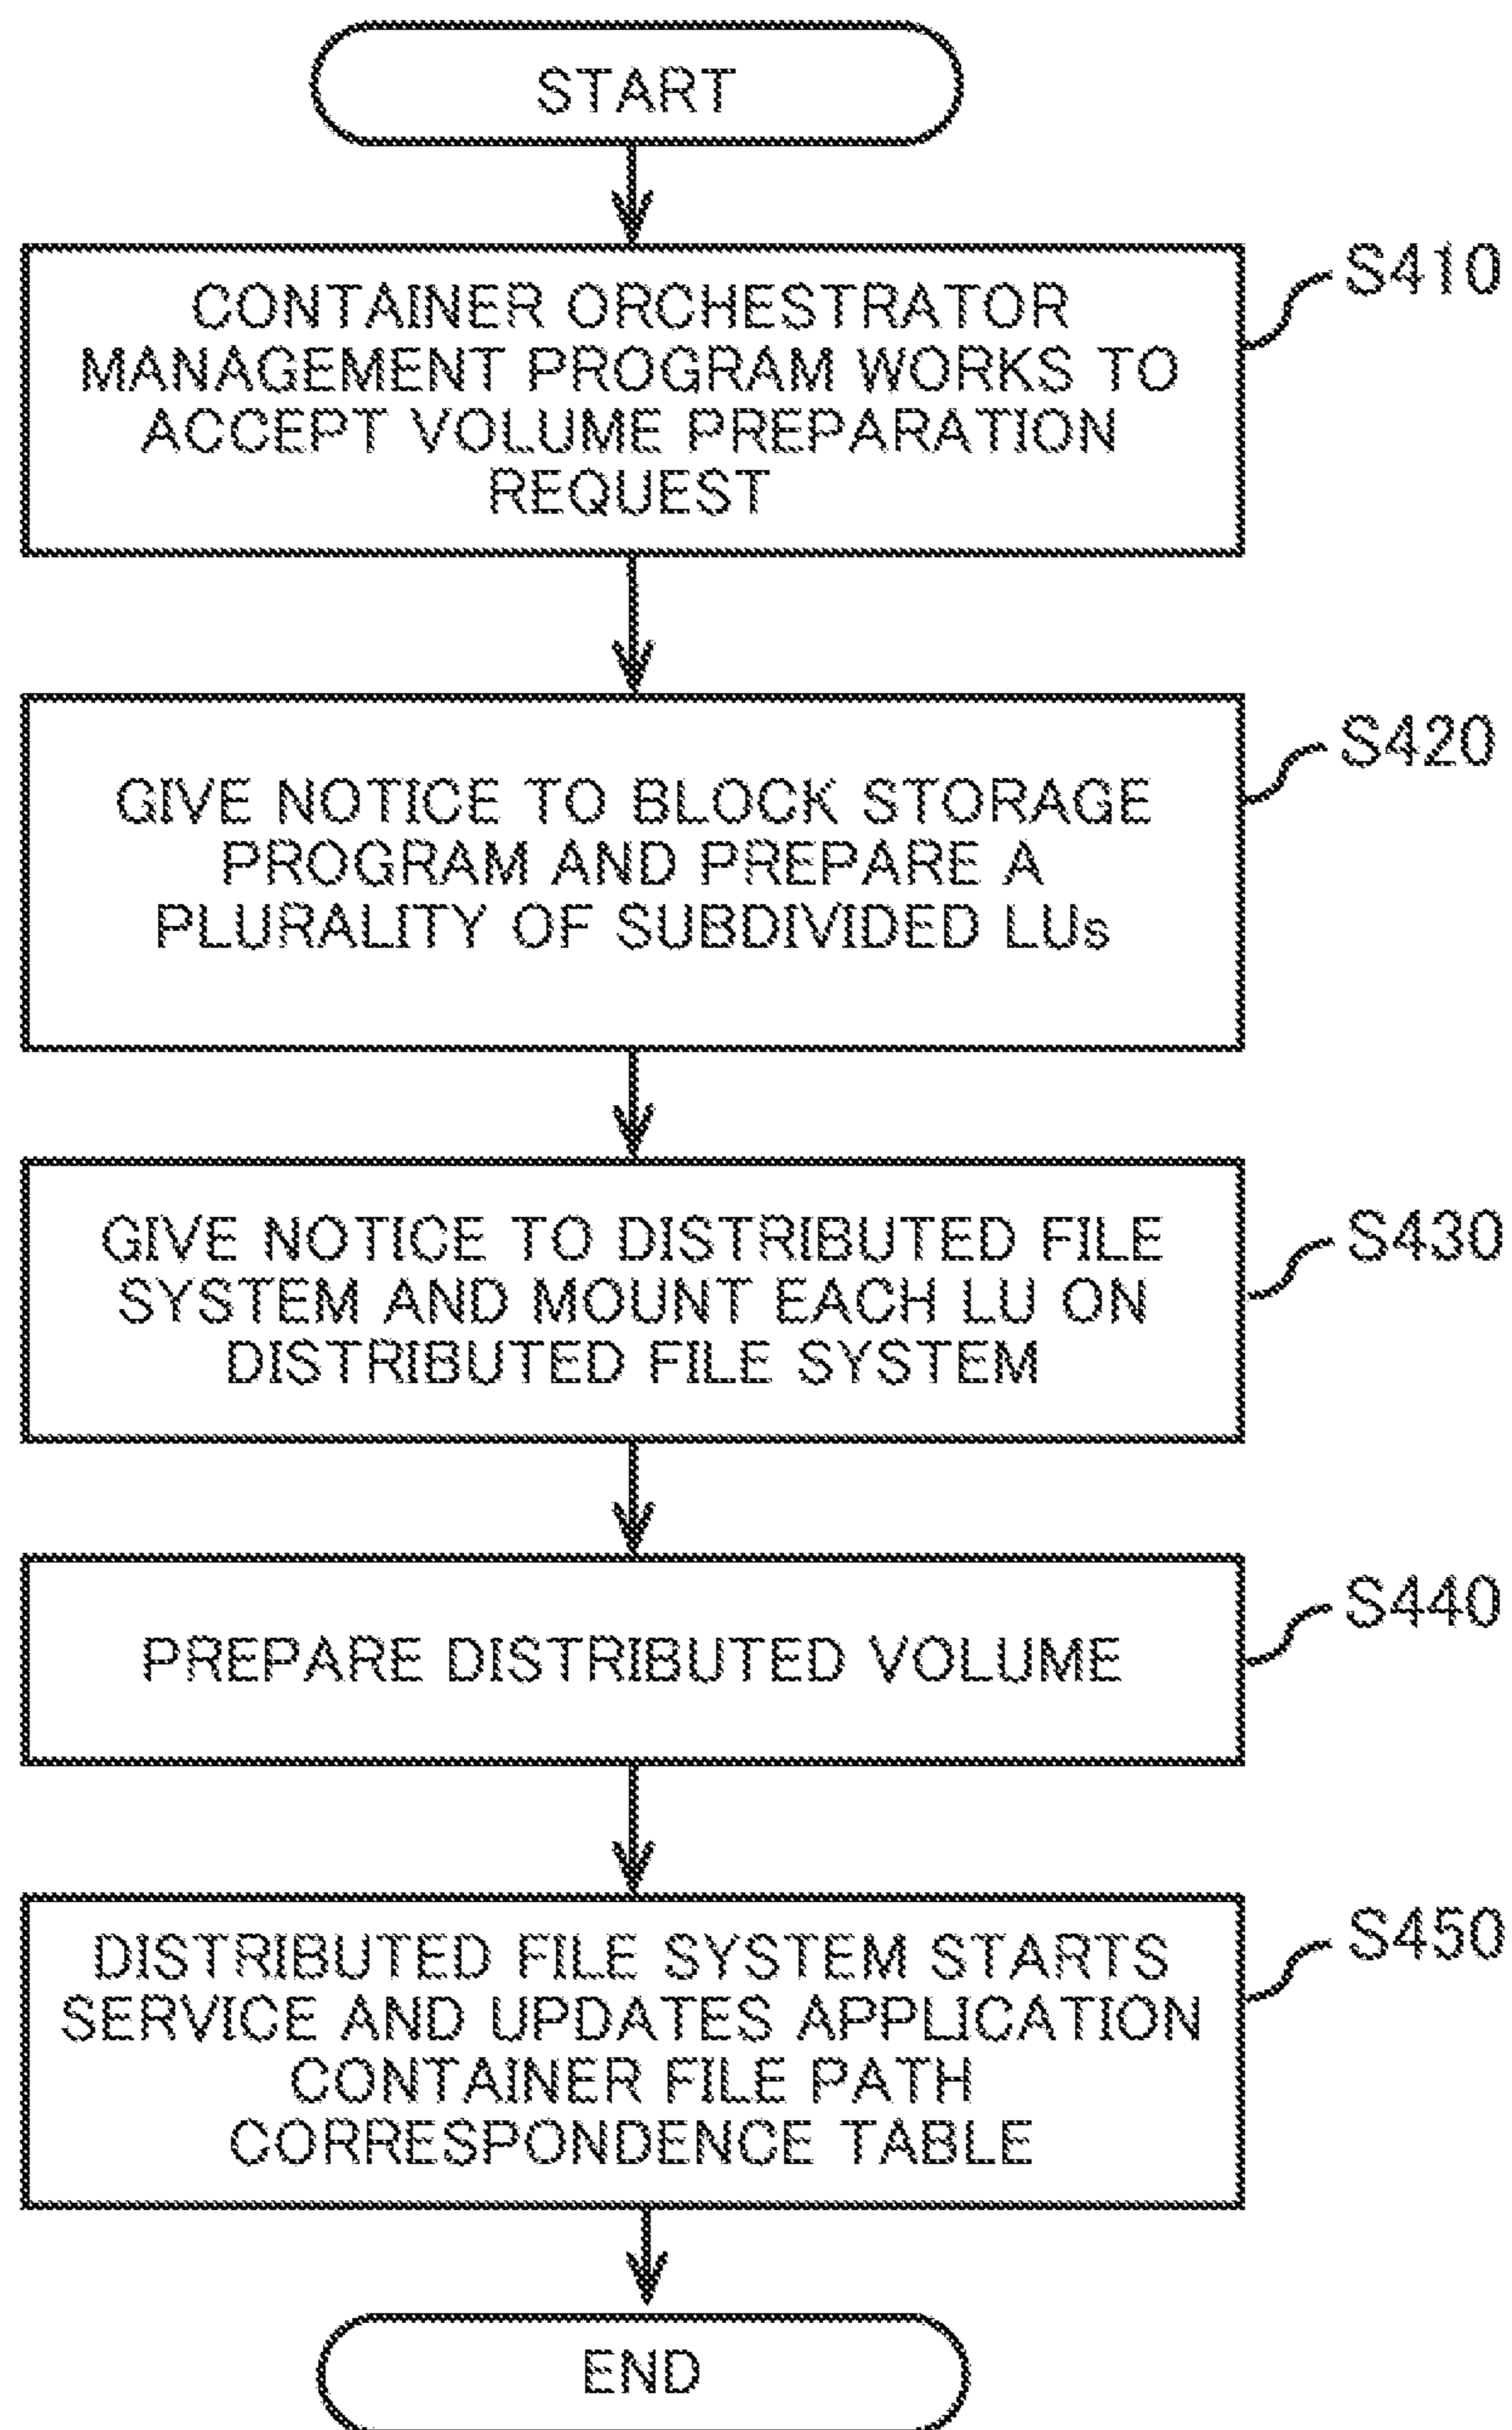 START
CONTAINER ORCHESTRATOR
MANAGEMENT PROGRAM WORKS TO
ACCEPT VOLUME PREPARATION
REQUEST
S410
GIVE NOTICE TO BLOCK STORAGE
PROGRAM AND PREPARE A
PLURALITY OF SUBDIVIDED LUs
S420
GIVE NOTICE TO DISTRIBUTED FILE
SYSTEM AND MOUNT EACH LU ON
DISTRIBUTED FILE SYSTEM
S430
PREPARE DISTRIBUTED VOLUME
S440
DISTRIBUTED FILE SYSTEM STARTS
SERVICE AND UPDATES APPLICATION
CONTAINER FILE PATH
CORRESPONDENCE TABLE
S450
END